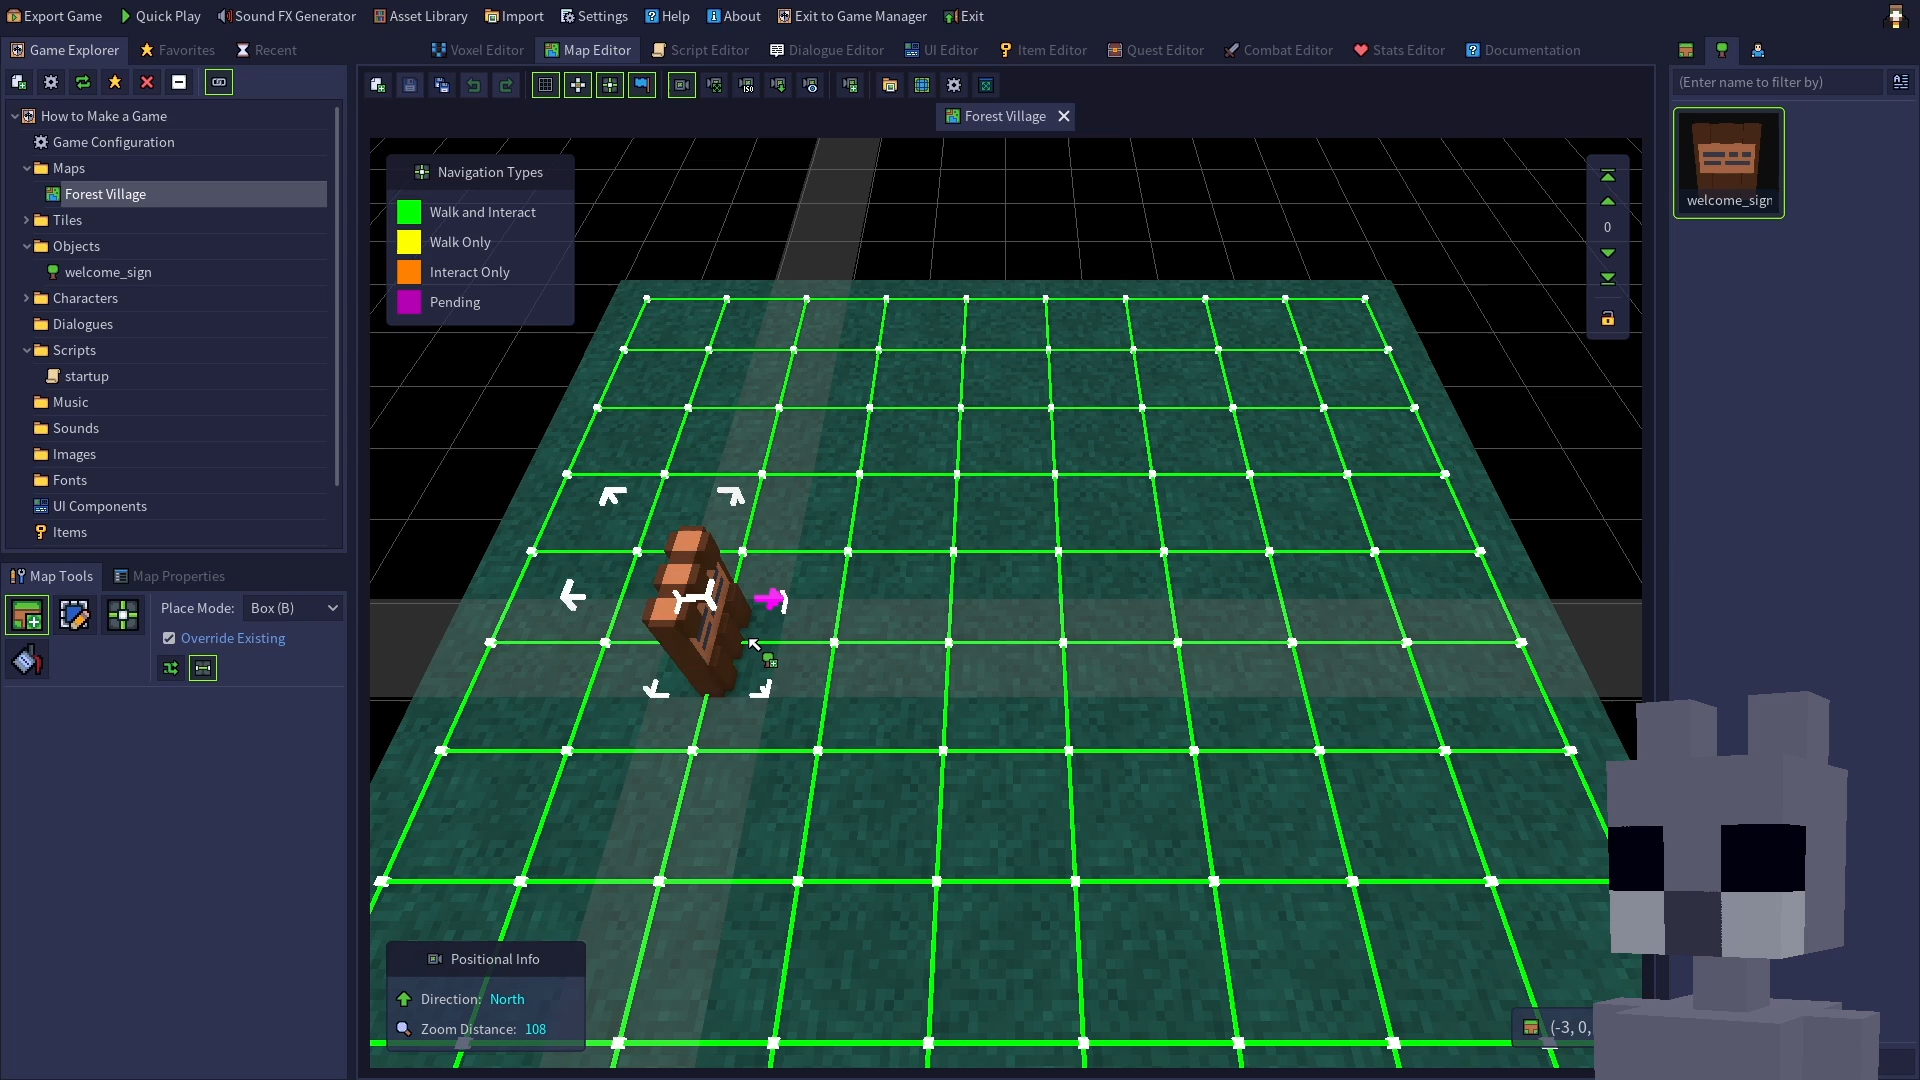 Export Game
Quick Play
Sound FX Generator
Asset Library
Import
Settings
Help
About
Exit to Game Manager
Exit
Game Explorer
Favorites
Recent
Voxel Editor
Map Editor
Script Editor
Dialogue Editor
UI Editor
Item Editor
Quest Editor
Combat Editor
Stats Editor
Documentation
(Enter name to filter by)
How to Make a Game
Game Configuration
Maps
Forest Village
Tiles
Objects
welcome_sign
Characters
Dialogues
Scripts
startup
Music
Sounds
Images
Fonts
UI Components
Items
Map Tools
Map Properties
Place Mode:
Box (B)
Override Existing
ISO
Forest Village
Navigation Types
Walk and Interact
Walk Only
Interact Only
Pending
0
Positional Info
Direction: North
Zoom Distance: 108
(-3, 0,
welcome_sign